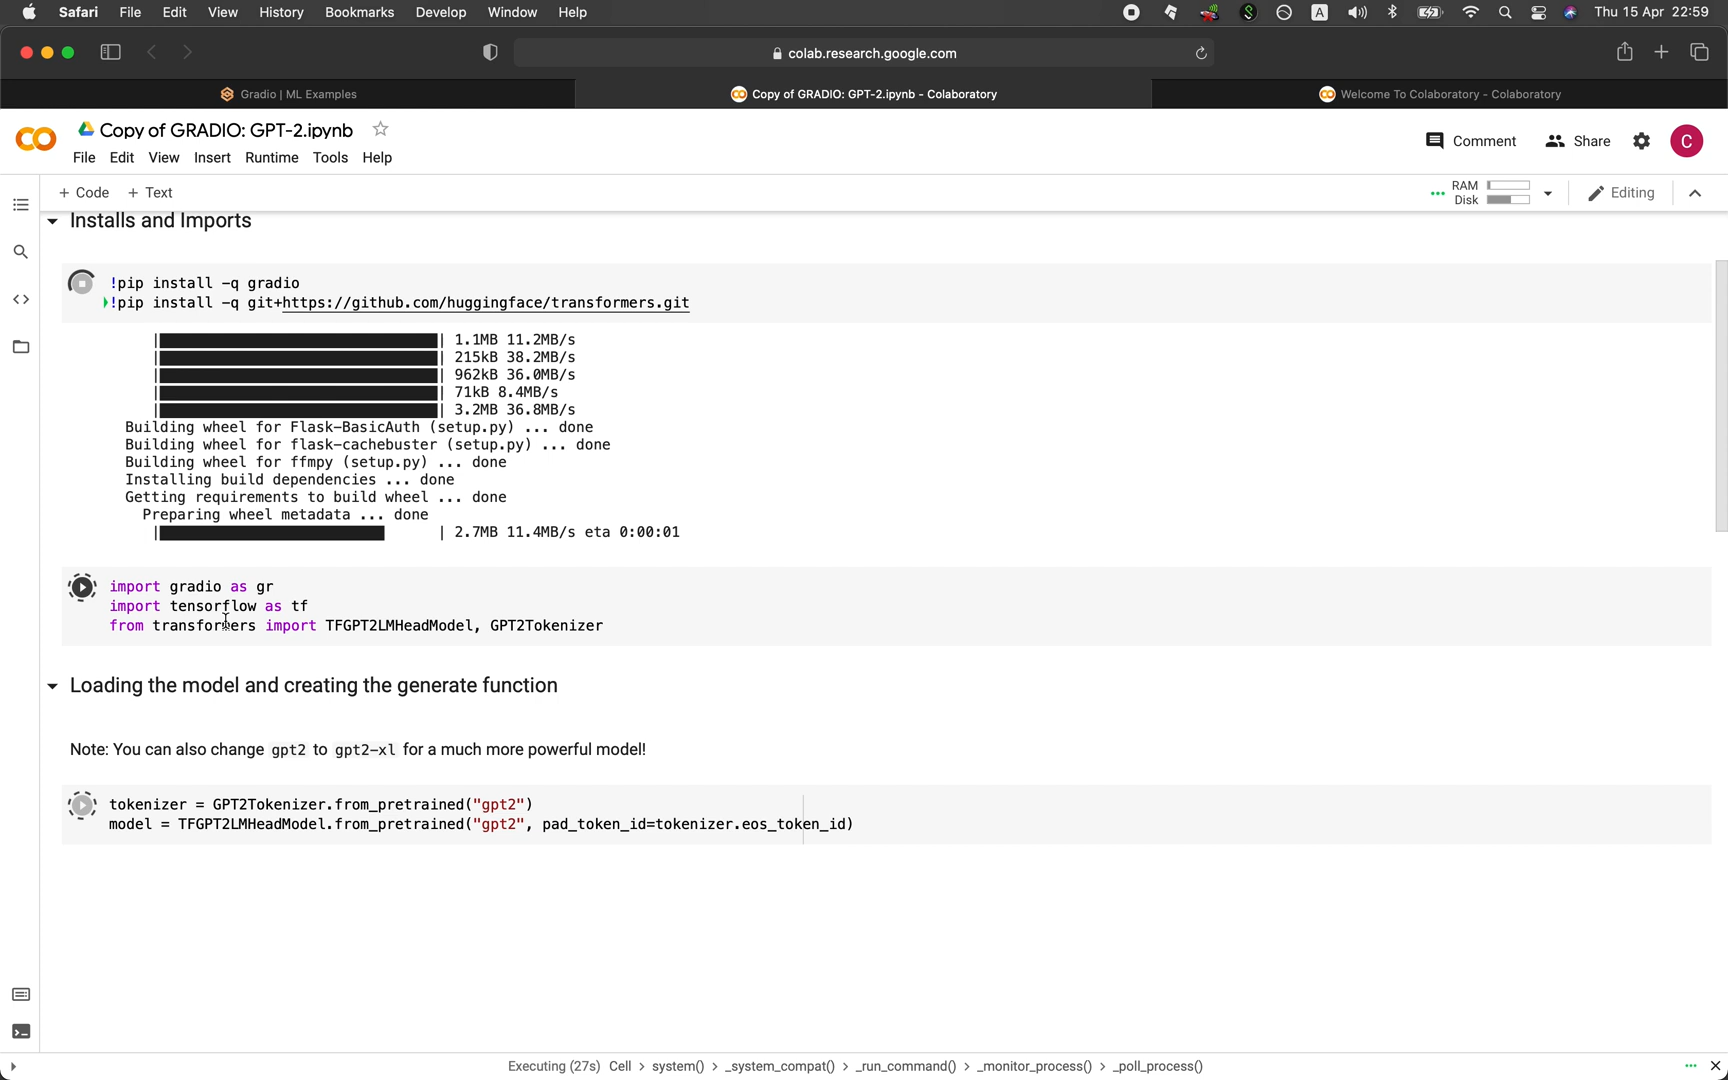 Safari File Edit View History Bookmarks Develop Window Help
A
Thu 15 Apr 22:59
colab.research.google.com
Gradio | ML Examples
Copy of GRADIO: GPT-2.ipynb - Colaboratory
Welcome To Colaboratory - Colaboratory
Copy of GRADIO: GPT-2.ipynb
Comment
Share
C
File Edit View Insert Runtime Tools Help
+ Code + Text
RAM
Disk
Editing
Installs and Imports
!pip install -q gradio
!pip install -q git+https://github.com/huggingface/transformers.git
| 1.1MB 11.2MB/s
| 215kB 38.2MB/s
| 962kB 36.0MB/s
| 71kB 8.4MB/s
| 3.2MB 36.8MB/s
Building wheel for Flask-BasicAuth (setup.py) ... done
Building wheel for flask-cachebuster (setup.py) ... done
Building wheel for ffmpy (setup.py) ... done
Installing build dependencies ... done
Getting requirements to build wheel ... done
Preparing wheel metadata ... done
| 2.7MB 11.4MB/s eta 0:00:01
import gradio as gr
import tensorflow as tf
from transformers import TFGPT2LMHeadModel, GPT2Tokenizer
Loading the model and creating the generate function
Note: You can also change gpt2 to gpt2-xl for a much more powerful model!
tokenizer = GPT2Tokenizer.from_pretrained("gpt2")
model = TFGPT2LMHeadModel.from_pretrained("gpt2", pad_token_id=tokenizer.eos_token_id)
Executing (27s) Cell > system() > _system_compat() > _run_command() > _monitor_process() > _poll_process()